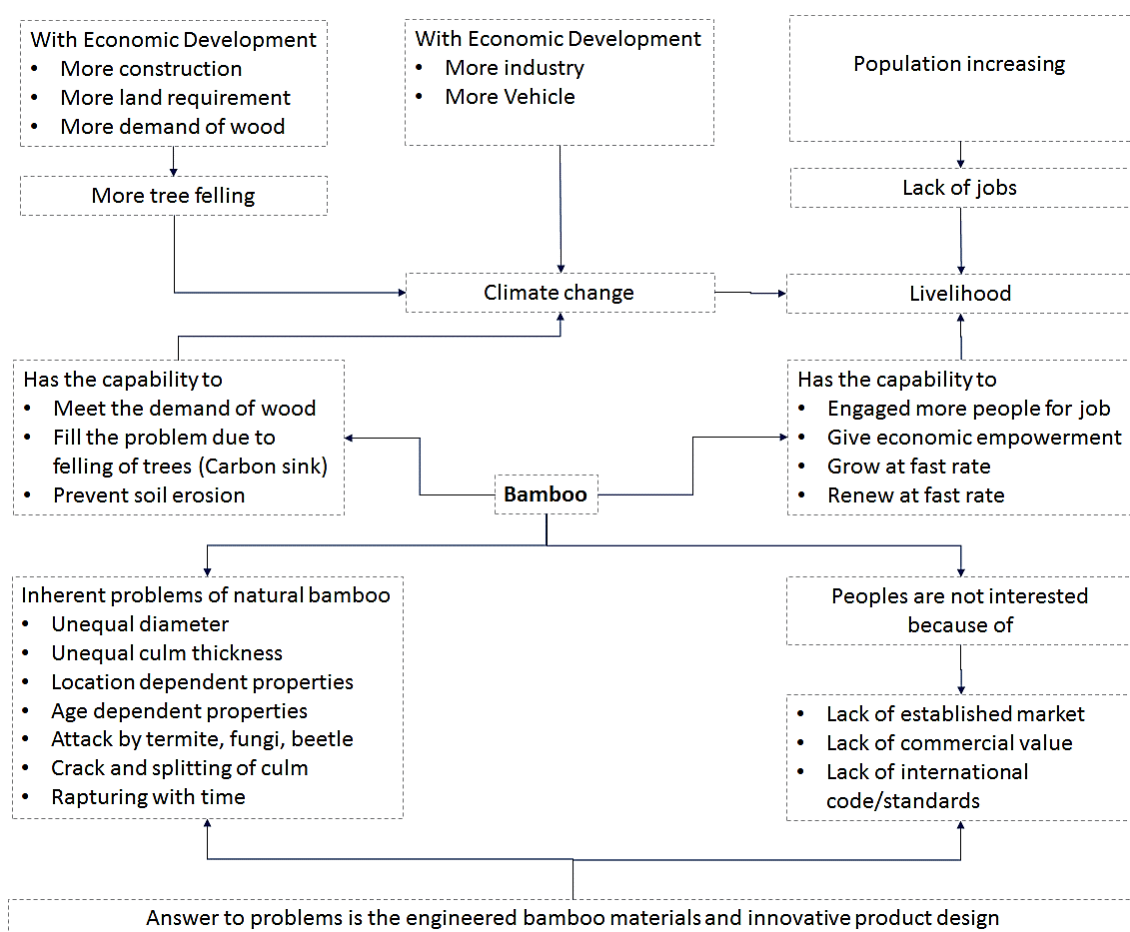 With Economic Development
• More construction
• More land requirement
• More demand of wood
With Economic Development
• More industry
• More Vehicle
Population increasing
More tree felling
Lack of jobs
Climate change
Livelihood
Has the capability to
• Meet the demand of wood
• Fill the problem due to
felling of trees (Carbon sink)
• Prevent soil erosion
Has the capability to
• Engaged more people for job
• Give economic empowerment
• Grow at fast rate
• Renew at fast rate
Bamboo
Inherent problems of natural bamboo
• Unequal diameter
• Unequal culm thickness
• Location dependent properties
• Age dependent properties
• Attack by termite, fungi, beetle
• Crack and splitting of culm
• Rapturing with time
Peoples are not interested
because of
• Lack of established market
• Lack of commercial value
• Lack of international
code/standards
Answer to problems is the engineered bamboo materials and innovative product design